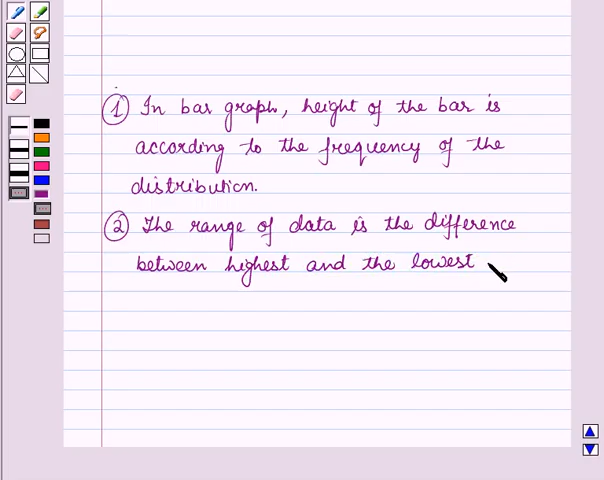 ① In bar graph, height of the bar is
according to the frequency of the
distribution.
② The range of data is the difference
between highest and the lowest